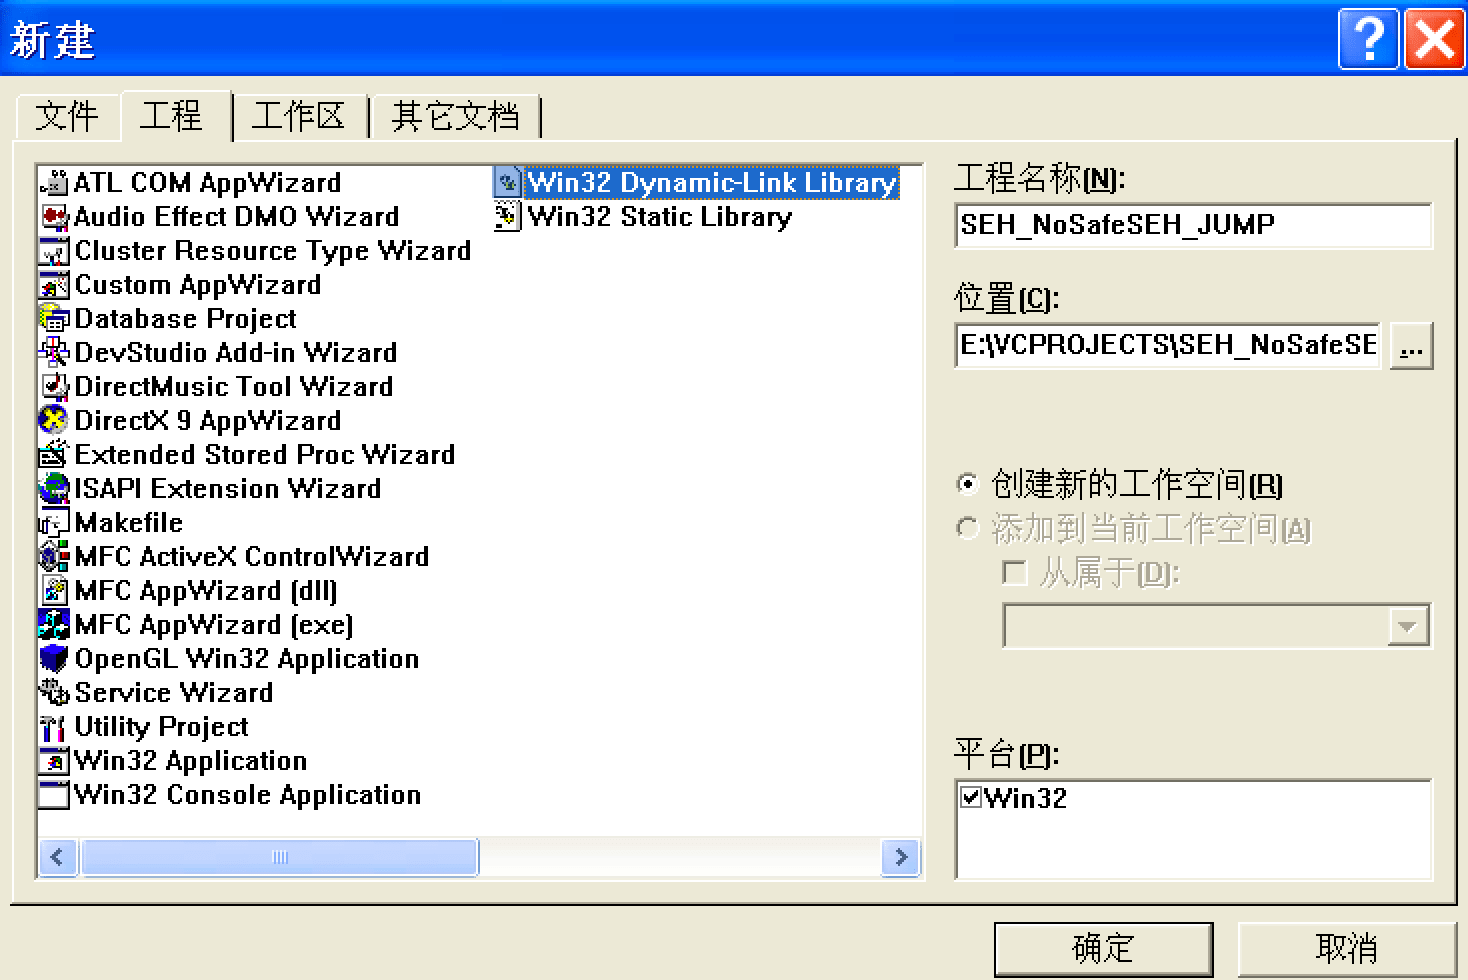 新建
文件 工程 工作区 其它文档
ATL COM AppWizard
Audio Effect DMO Wizard
Cluster Resource Type Wizard
Custom AppWizard
Database Project
DevStudio Add-in Wizard
DirectMusic Tool Wizard
DirectX 9 AppWizard
Extended Stored Proc Wizard
ISAPI Extension Wizard
Makefile
MFC ActiveX ControlWizard
MFC AppWizard (dll)
MFC AppWizard (exe)
OpenGL Win32 Application
Service Wizard
Utility Project
Win32 Application
Win32 Console Application
Win32 Dynamic-Link Library
Win32 Static Library
工程名称(N):
SEH_NoSafeSEH_JUMP
位置(C):
E:\VCPROJECTS\SEH_NoSafeSE ...
创建新的工作空间(R)
添加到当前工作空间(A)
从属于(D):
平台(P):
Win32
确定 取消